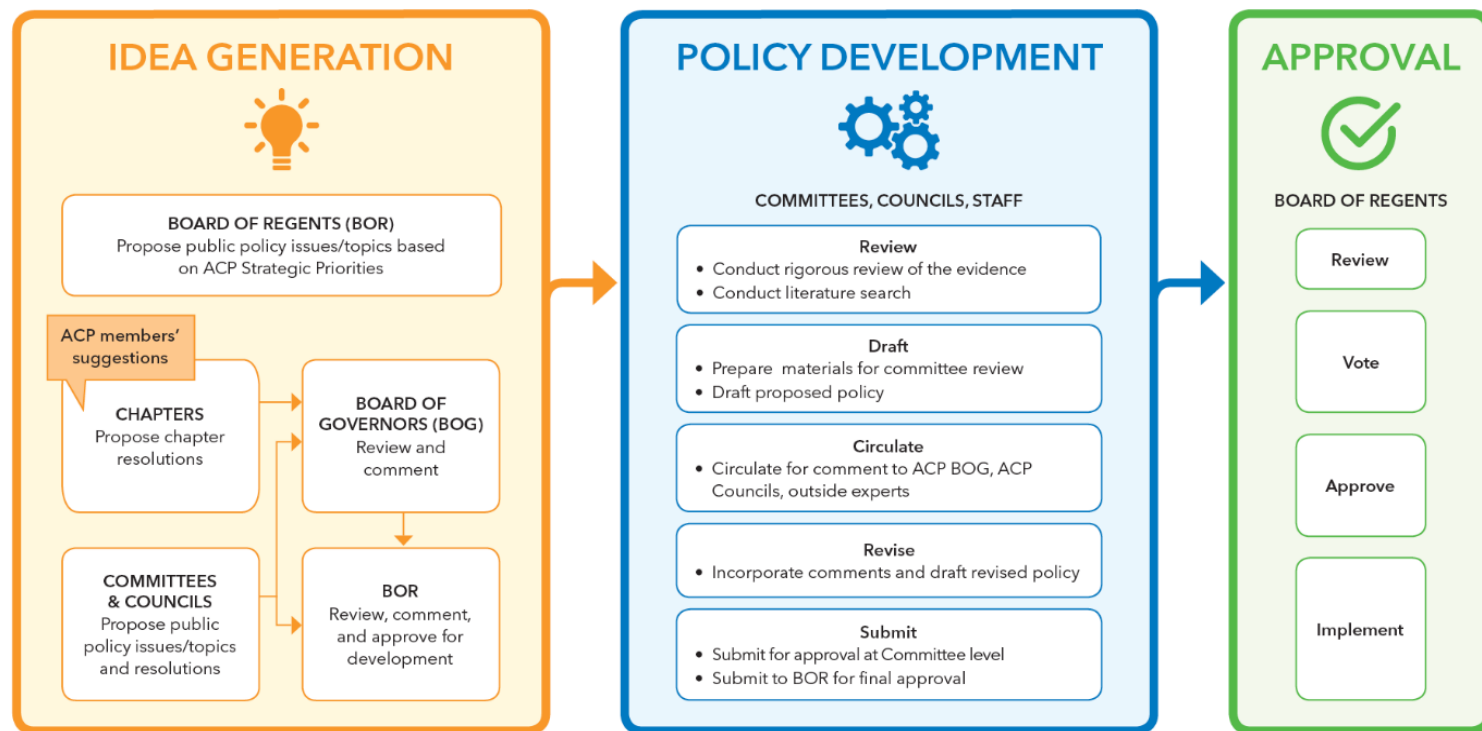 IDEA GENERATION
BOARD OF REGENTS (BOR)
Propose public policy issues/topics based
on ACP Strategic Priorities
ACP members’
suggestions
CHAPTERS
Propose chapter
resolutions
BOARD OF
GOVERNORS (BOG)
Review and
comment
COMMITTEES
& COUNCILS
Propose public
policy issues/topics
and resolutions
BOR
Review, comment,
and approve for
development
POLICY DEVELOPMENT
COMMITTEES, COUNCILS, STAFF
Review
• Conduct rigorous review of the evidence
• Conduct literature search
Draft
• Prepare materials for committee review
• Draft proposed policy
Circulate
• Circulate for comment to ACP BOG, ACP
Councils, outside experts
Revise
• Incorporate comments and draft revised policy
Submit
• Submit for approval at Committee level
• Submit to BOR for final approval
APPROVAL
BOARD OF REGENTS
Review
Vote
Approve
Implement